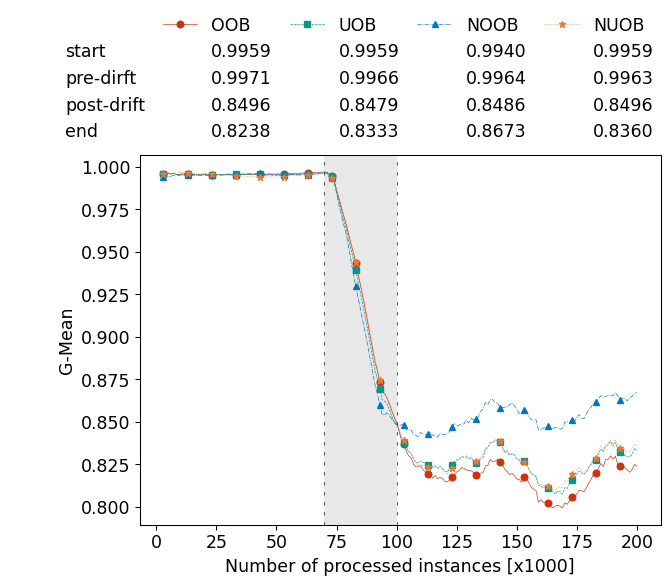 OOB UOB NOOB NUOB
start 0.9959 0.9959 0.9940 0.9959
pre-dirft 0.9971 0.9966 0.9964 0.9963
post-drift 0.8496 0.8479 0.8486 0.8496
end 0.8238 0.8333 0.8673 0.8360
1.000
0.975
0.950
0.925
0.900
0.875
0.850
0.825
0.800
G-Mean
0 25 50 75 100 125 150 175 200
Number of processed instances [x1000]